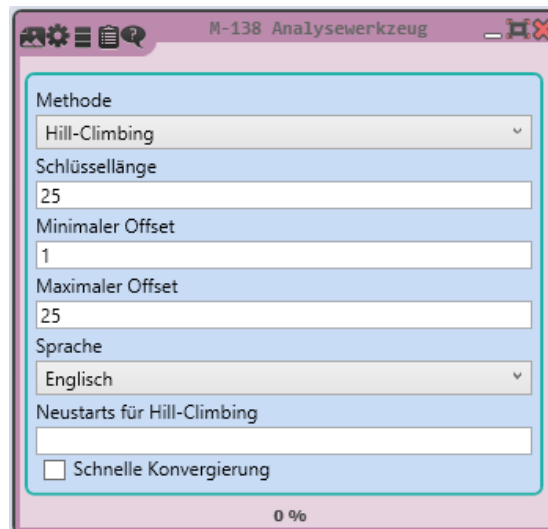 M-138 Analysewerkzeug
Methode
Hill-Climbing
Schlüssellänge
25
Minimaler Offset
1
Maximaler Offset
25
Sprache
Englisch
Neustarts für Hill-Climbing
Schnelle Konvergierung
0 %